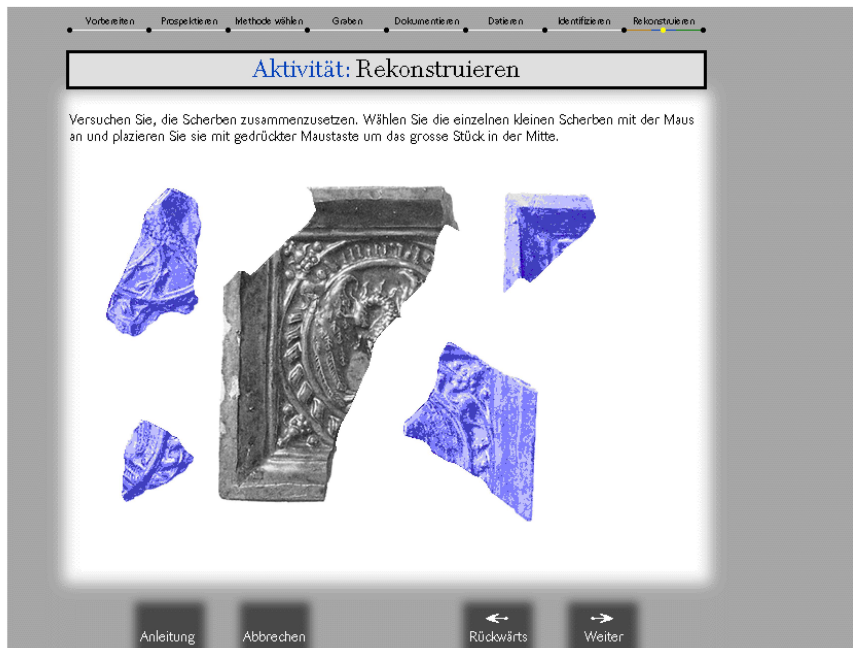 Vorbereiten Prospektieren Methode wählen Graben Dokumentieren Datieren Identifizieren Rekonstruieren
Aktivität: Rekonstruieren
Versuchen Sie, die Scherben zusammenzusetzen. Wählen Sie die einzelnen kleinen Scherben mit der Maus
an und plazieren Sie sie mit gedrückter Maustaste um das grosse Stück in der Mitte.
Anleitung Abbrechen Rückwärts Weiter